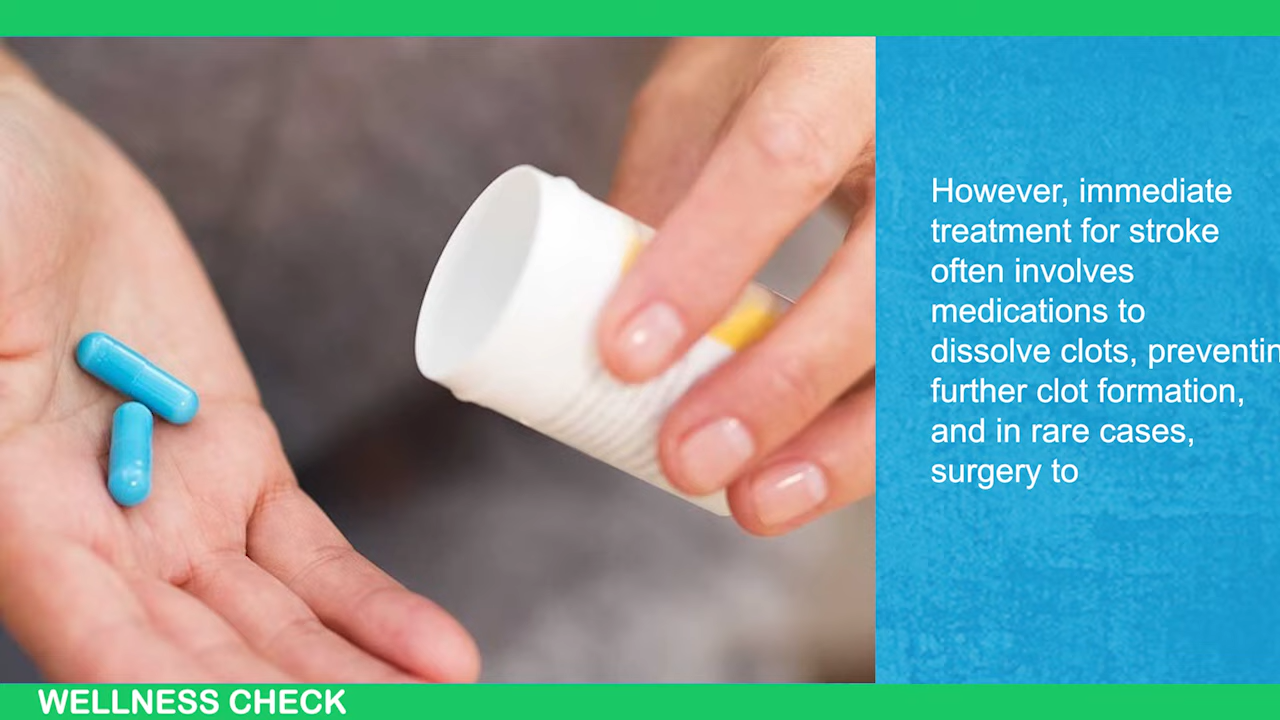 However, immediate
treatment for stroke
often involves
medications to
dissolve clots, preventin
further clot formation,
and in rare cases,
surgery to
WELLNESS CHECK